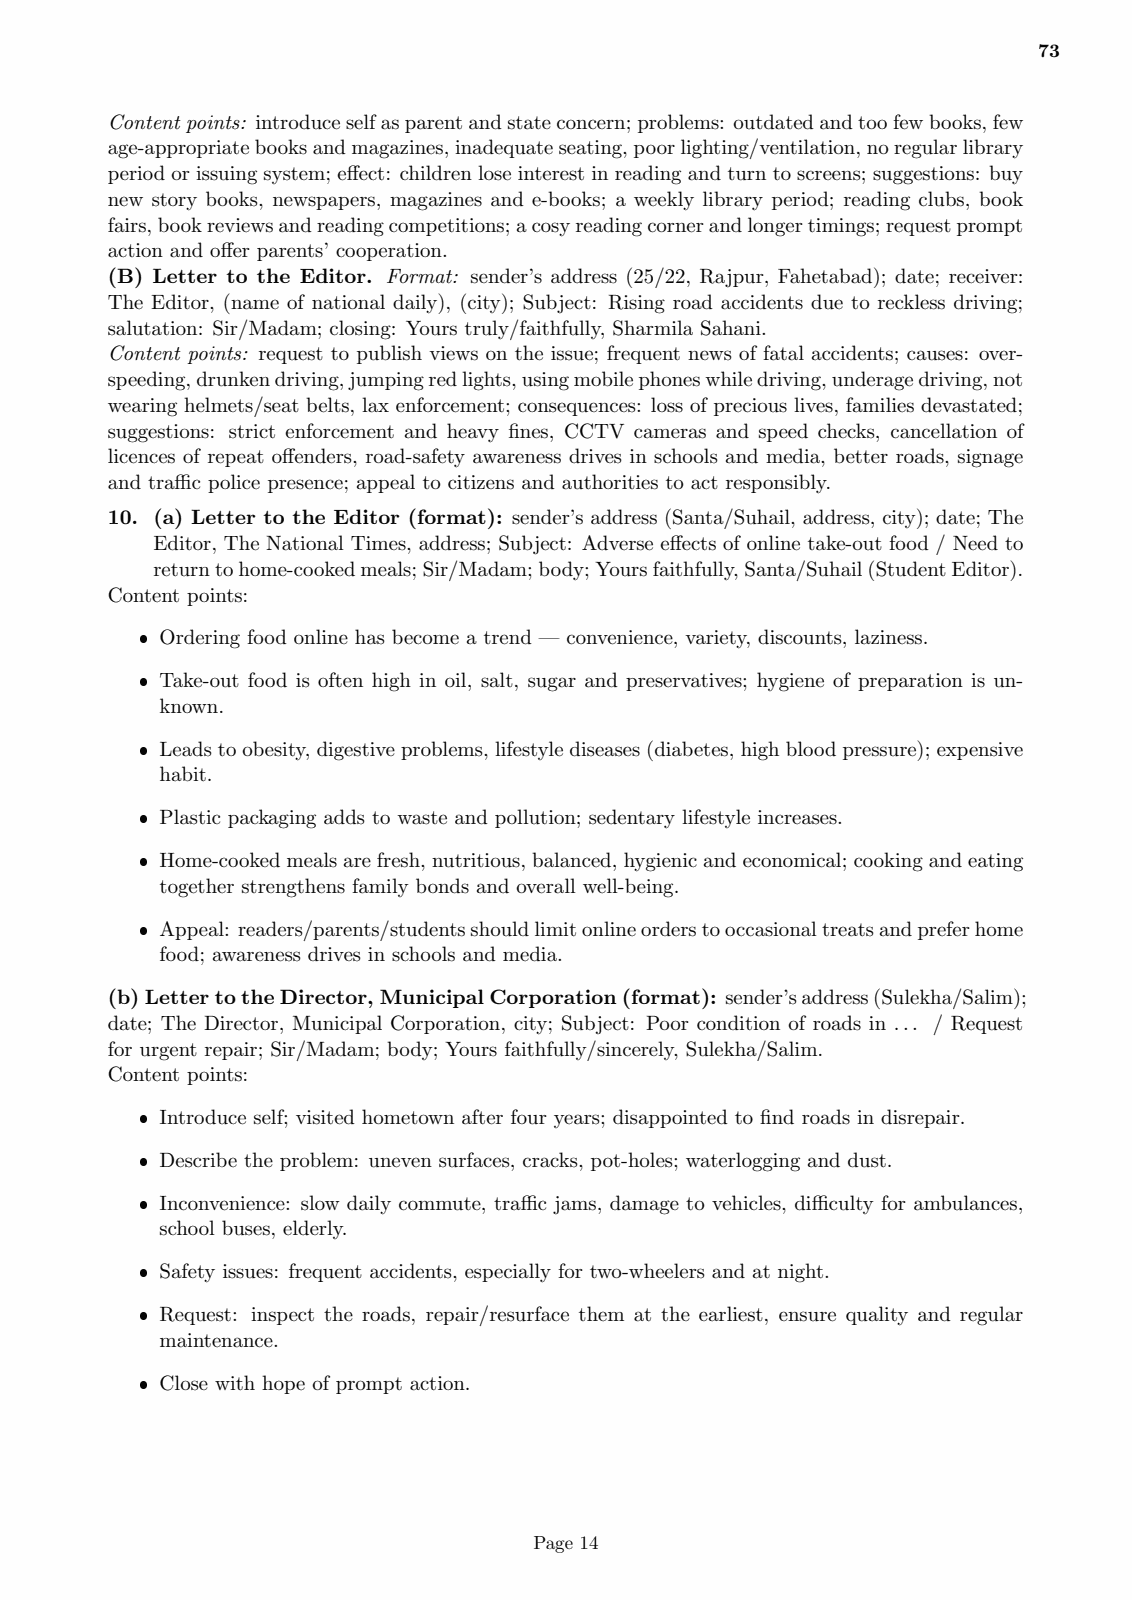 73
Content points: introduce self as parent and state concern; problems: outdated and too few books, few
age-appropriate books and magazines, inadequate seating, poor lighting/ventilation, no regular library
period or issuing system; effect: children lose interest in reading and turn to screens; suggestions: buy
new story books, newspapers, magazines and e-books; a weekly library period; reading clubs, book
fairs, book reviews and reading competitions; a cosy reading corner and longer timings; request prompt
action and offer parents' cooperation.
(B) Letter to the Editor. Format: sender's address (25/22, Rajpur, Fahetabad); date; receiver:
The Editor, (name of national daily), (city); Subject: Rising road accidents due to reckless driving;
salutation: Sir/Madam; closing: Yours truly/faithfully, Sharmila Sahani.
Content points: request to publish views on the issue; frequent news of fatal accidents; causes: over-
speeding, drunken driving, jumping red lights, using mobile phones while driving, underage driving, not
wearing helmets/seat belts, lax enforcement; consequences: loss of precious lives, families devastated;
suggestions: strict enforcement and heavy fines, CCTV cameras and speed checks, cancellation of
licences of repeat offenders, road-safety awareness drives in schools and media, better roads, signage
and traffic police presence; appeal to citizens and authorities to act responsibly.
10. (a) Letter to the Editor (format): sender's address (Santa/Suhail, address, city); date; The
Editor, The National Times, address; Subject: Adverse effects of online take-out food / Need to
return to home-cooked meals; Sir/Madam; body; Yours faithfully, Santa/Suhail (Student Editor).
Content points:
• Ordering food online has become a trend — convenience, variety, discounts, laziness.
• Take-out food is often high in oil, salt, sugar and preservatives; hygiene of preparation is un-
known.
• Leads to obesity, digestive problems, lifestyle diseases (diabetes, high blood pressure); expensive
habit.
• Plastic packaging adds to waste and pollution; sedentary lifestyle increases.
• Home-cooked meals are fresh, nutritious, balanced, hygienic and economical; cooking and eating
together strengthens family bonds and overall well-being.
• Appeal: readers/parents/students should limit online orders to occasional treats and prefer home
food; awareness drives in schools and media.
(b) Letter to the Director, Municipal Corporation (format): sender's address (Sulekha/Salim);
date; The Director, Municipal Corporation, city; Subject: Poor condition of roads in ... / Request
for urgent repair; Sir/Madam; body; Yours faithfully/sincerely, Sulekha/Salim.
Content points:
• Introduce self; visited hometown after four years; disappointed to find roads in disrepair.
• Describe the problem: uneven surfaces, cracks, pot-holes; waterlogging and dust.
• Inconvenience: slow daily commute, traffic jams, damage to vehicles, difficulty for ambulances,
school buses, elderly.
• Safety issues: frequent accidents, especially for two-wheelers and at night.
• Request: inspect the roads, repair/resurface them at the earliest, ensure quality and regular
maintenance.
• Close with hope of prompt action.
Page 14